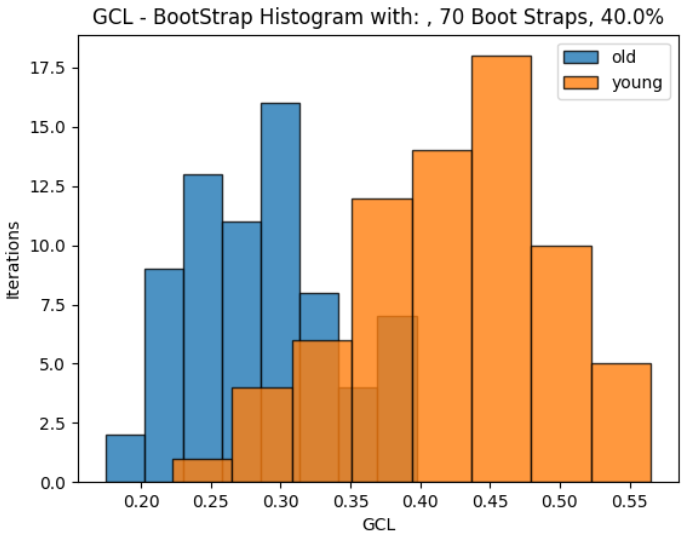 GCL - BootStrap Histogram with: , 70 Boot Straps, 40.0%
old
young
17.5
15.0
12.5
10.0
7.5
5.0
2.5
0.0
Iterations
0.20 0.25 0.30 0.35 0.40 0.45 0.50 0.55
GCL